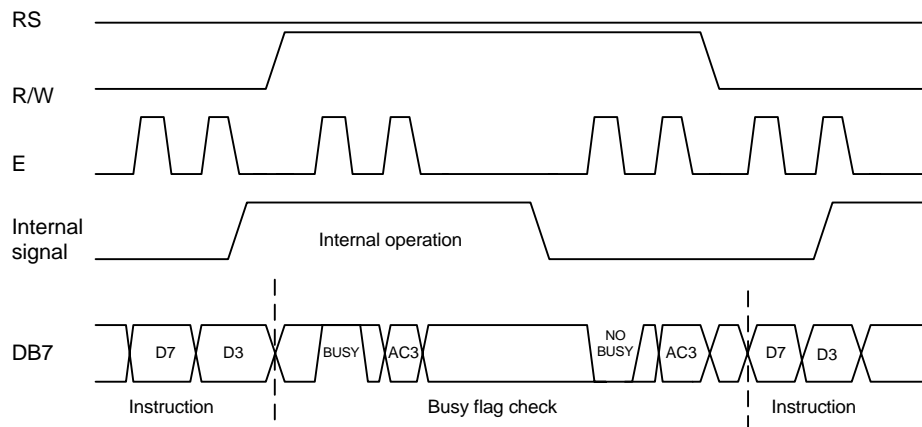 RS
R/W
E
Internal
signal
Internal operation
DB7
D7
D3
BUSY
AC3
NO
BUSY
AC3
D7
D3
Instruction
Busy flag check
Instruction